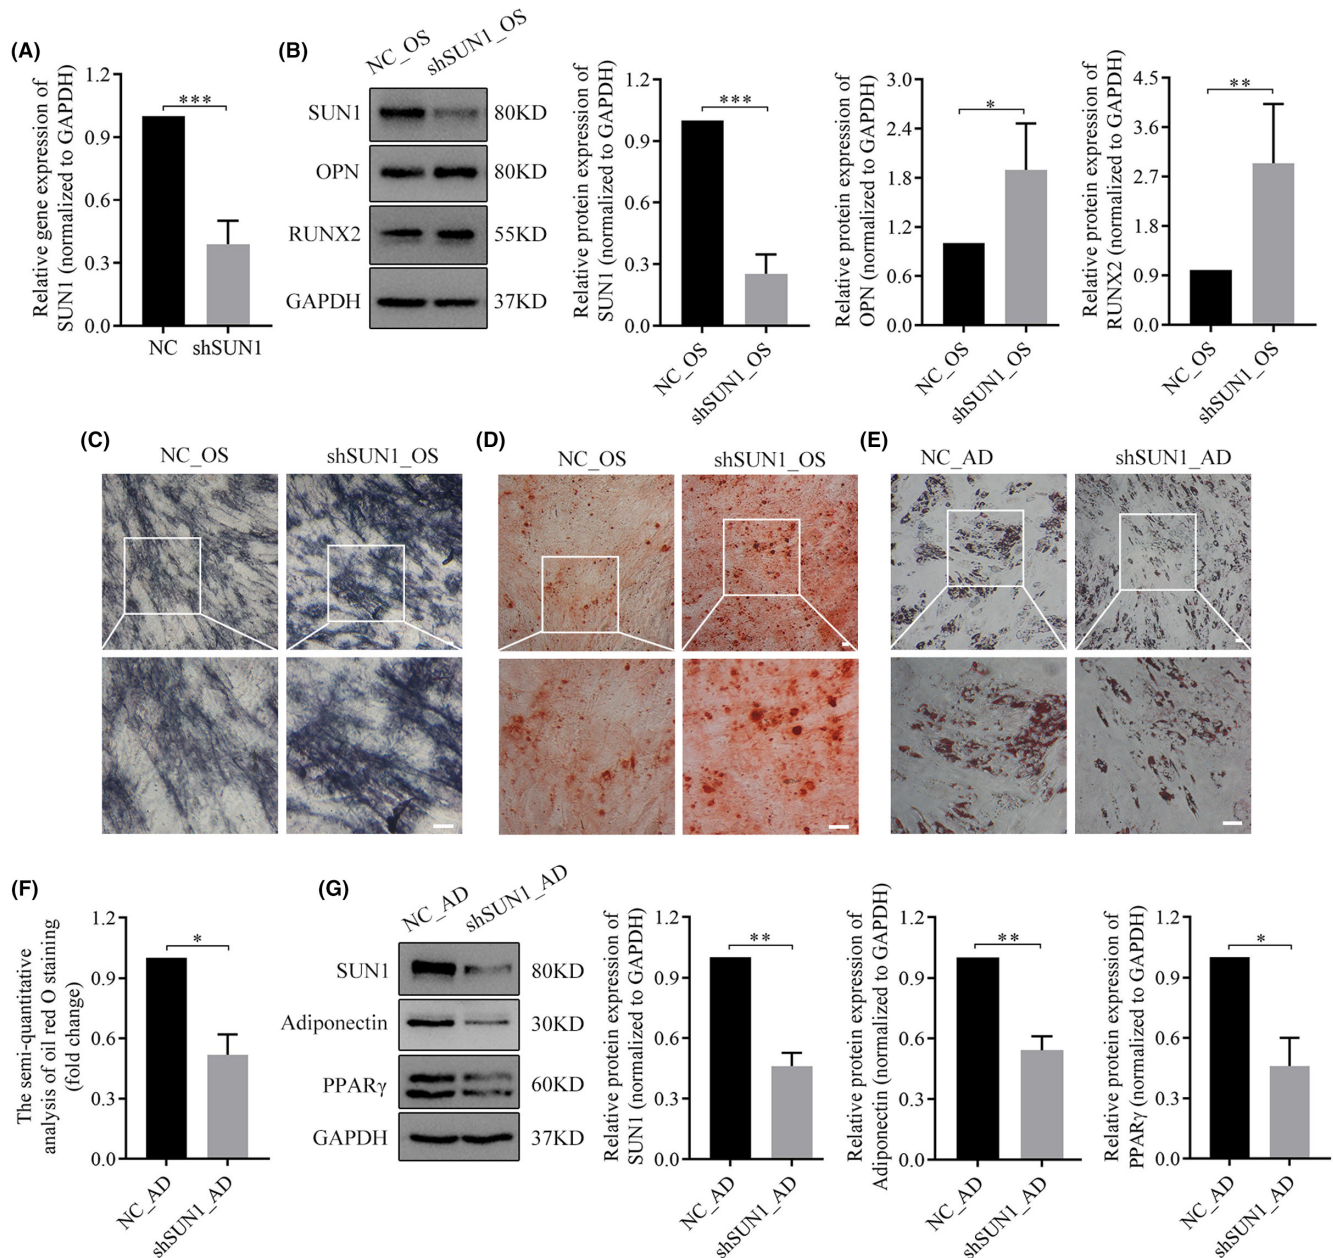 (A)
Relative gene expression of
SUN1 (normalized to GAPDH)
1.2
0.9
0.6
0.3
0.0
***
NC shSUN1
(B)
NC_OS shSUN1_OS
SUN1 80KD
OPN 80KD
RUNX2 55KD
GAPDH 37KD
Relative protein expression of
SUN1 (normalized to GAPDH)
1.2
0.9
0.6
0.3
0.0
***
NC_OS
shSUN1_OS
Relative protein expression of
OPN (normalized to GAPDH)
3.0
2.4
1.8
1.2
0.6
0.0
*
NC_OS
shSUN1_OS
Relative protein expression of
RUNX2 (normalized to GAPDH)
4.5
3.6
2.7
1.8
0.9
0.0
**
NC_OS
shSUN1_OS
(C)
NC_OS shSUN1_OS
(D)
NC_OS shSUN1_OS
(E)
NC_AD shSUN1_AD
(F)
The semi-quantitative
analysis of oil red O staining
(fold change)
1.2
0.9
0.6
0.3
0.0
*
NC_AD
shSUN1_AD
(G)
NC_AD shSUN1_AD
SUN1 80KD
Adiponectin 30KD
PPARγ 60KD
GAPDH 37KD
Relative protein expression of
SUN1 (normalized to GAPDH)
1.2
0.9
0.6
0.3
0.0
**
NC_AD
shSUN1_AD
Relative protein expression of
Adiponectin (normalized to GAPDH)
1.2
0.9
0.6
0.3
0.0
**
NC_AD
shSUN1_AD
Relative protein expression of
PPARγ (normalized to GAPDH)
1.2
0.9
0.6
0.3
0.0
*
NC_AD
shSUN1_AD